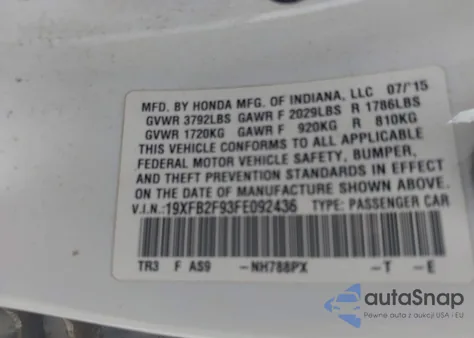 MFD. BY HONDA MFG. OF INDIANA, LLC 07/'15
GVWR 3792LBS GAWR F 2029LBS R 1786LBS
GVWR 1720KG GAWR F 920KG R 810KG
THIS VEHICLE CONFORMS TO ALL APPLICABLE
FEDERAL MOTOR VEHICLE SAFETY, BUMPER,
AND THEFT PREVENTION STANDARDS IN EFFECT
ON THE DATE OF MANUFACTURE SHOWN ABOVE.
V.I.N.:19XFB2F93FE092436 TYPE: PASSENGER CAR
TR3 F AS9 -NH788PX -T -E
autoSnap
Pewne auta z aukcji USA i EU